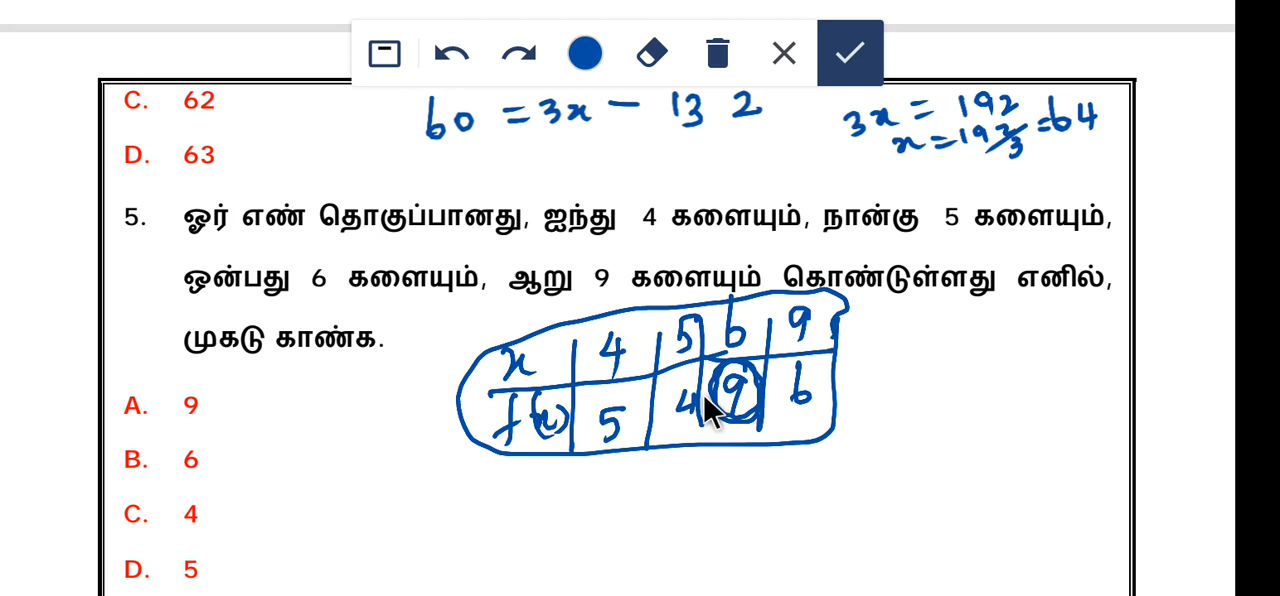 C. 62
60 = 3x - 132
3x = 192
x = 192/3 = 64
D. 63
5. ஓர் எண் தொகுப்பானது, ஐந்து 4 களையும், நான்கு 5 களையும்,
ஒன்பது 6 களையும், ஆறு 9 களையும் கொண்டுள்ளது எனில்,
முகடு காண்க.
x 4 5 6 9
f(x) 5 4 9 6
A. 9
B. 6
C. 4
D. 5